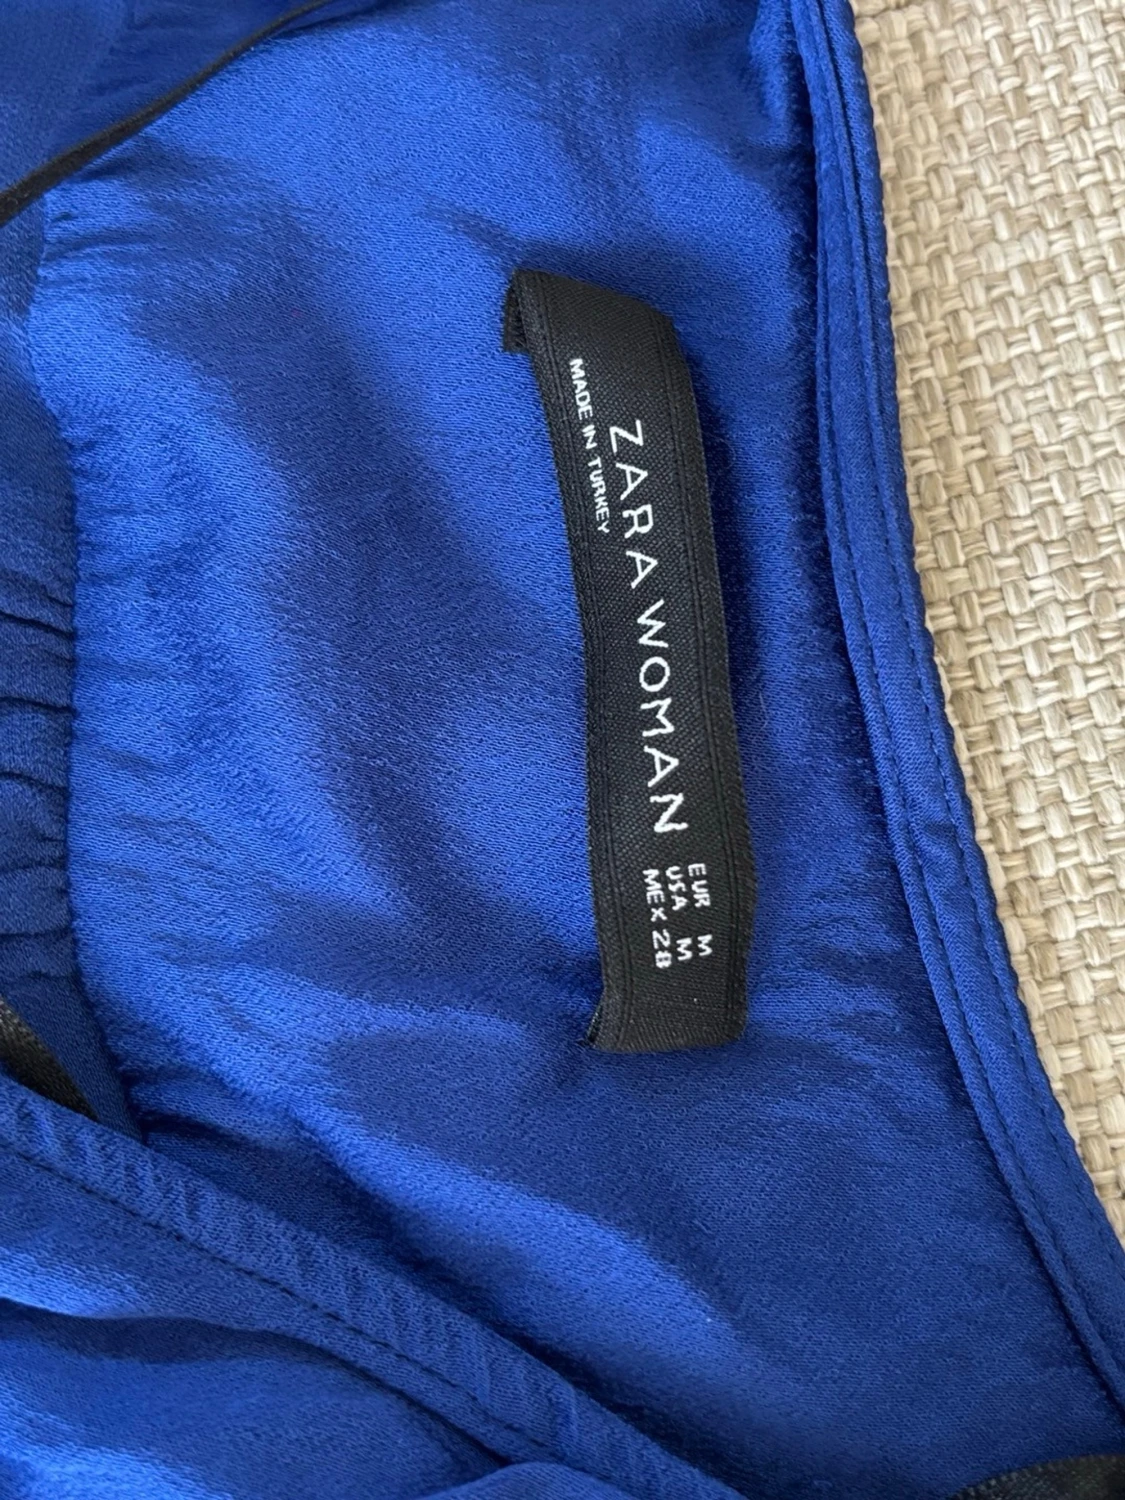 ZARA WOMAN
MADE IN TURKEY
EUR M
USA M
MEX 28